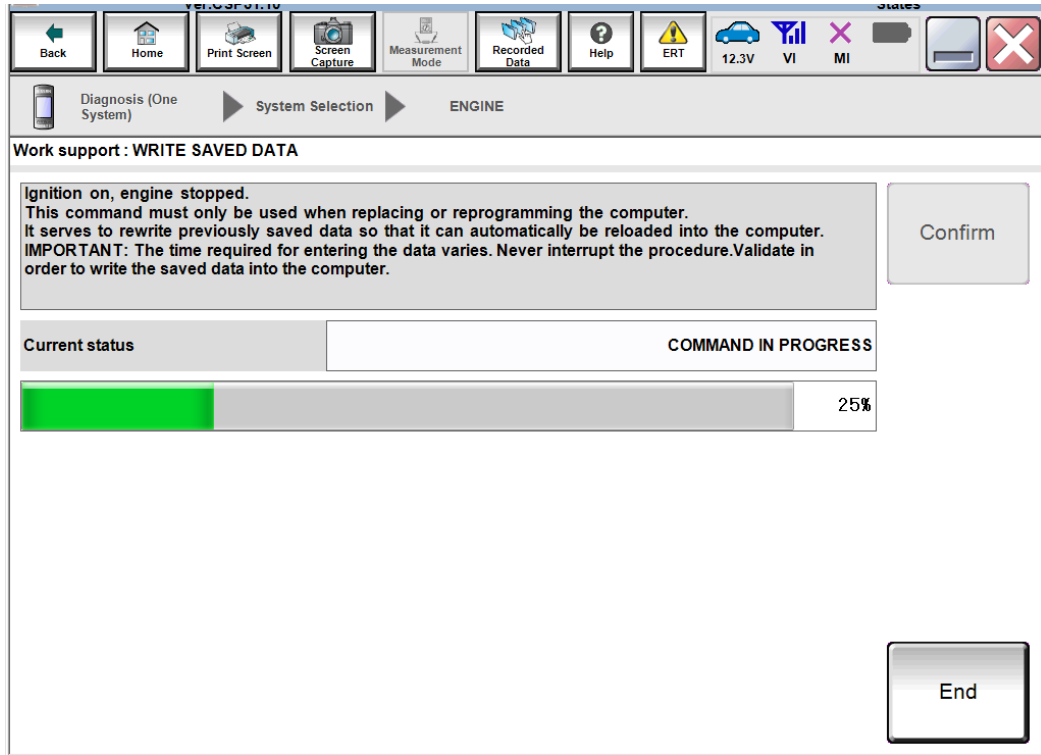 Ver.CSP31.10 States
Back Home Print Screen Screen Capture Measurement Mode Recorded Data Help ERT 12.3V VI MI
Diagnosis (One System) System Selection ENGINE
Work support : WRITE SAVED DATA
Ignition on, engine stopped.
This command must only be used when replacing or reprogramming the computer.
It serves to rewrite previously saved data so that it can automatically be reloaded into the computer.
IMPORTANT: The time required for entering the data varies. Never interrupt the procedure.Validate in
order to write the saved data into the computer.
Confirm
Current status COMMAND IN PROGRESS
25%
End